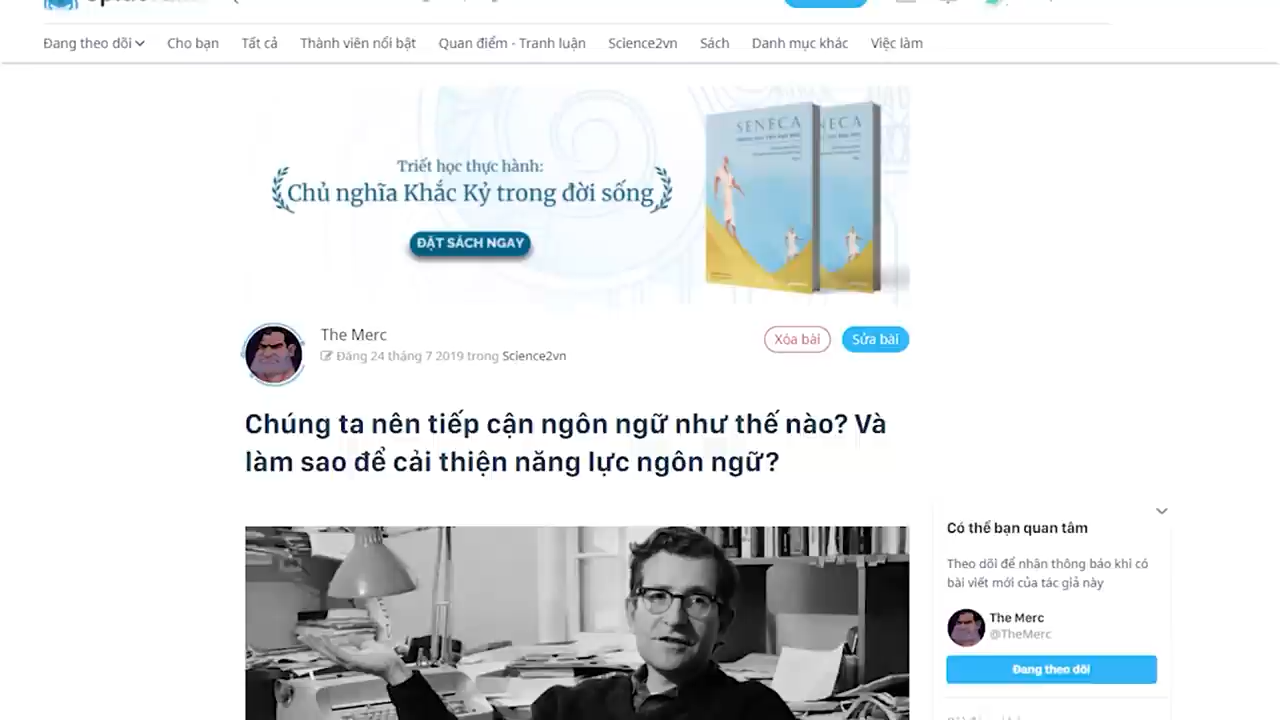 Đang theo dõi
Cho bạn
Tất cả
Thành viên nổi bật
Quan điểm - Tranh luận
Science2vn
Sách
Danh mục khác
Việc làm
Triết học thực hành:
Chủ nghĩa Khắc Kỷ trong đời sống
ĐẶT SÁCH NGAY
SENECA
NECA
The Merc
Đăng 24 tháng 7 2019 trong Science2vn
Xóa bài
Sửa bài
Chúng ta nên tiếp cận ngôn ngữ như thế nào? Và
làm sao để cải thiện năng lực ngôn ngữ?
Có thể bạn quan tâm
Theo dõi để nhận thông báo khi có
bài viết mới của tác giả này
The Merc
@TheMerc
Đang theo dõi